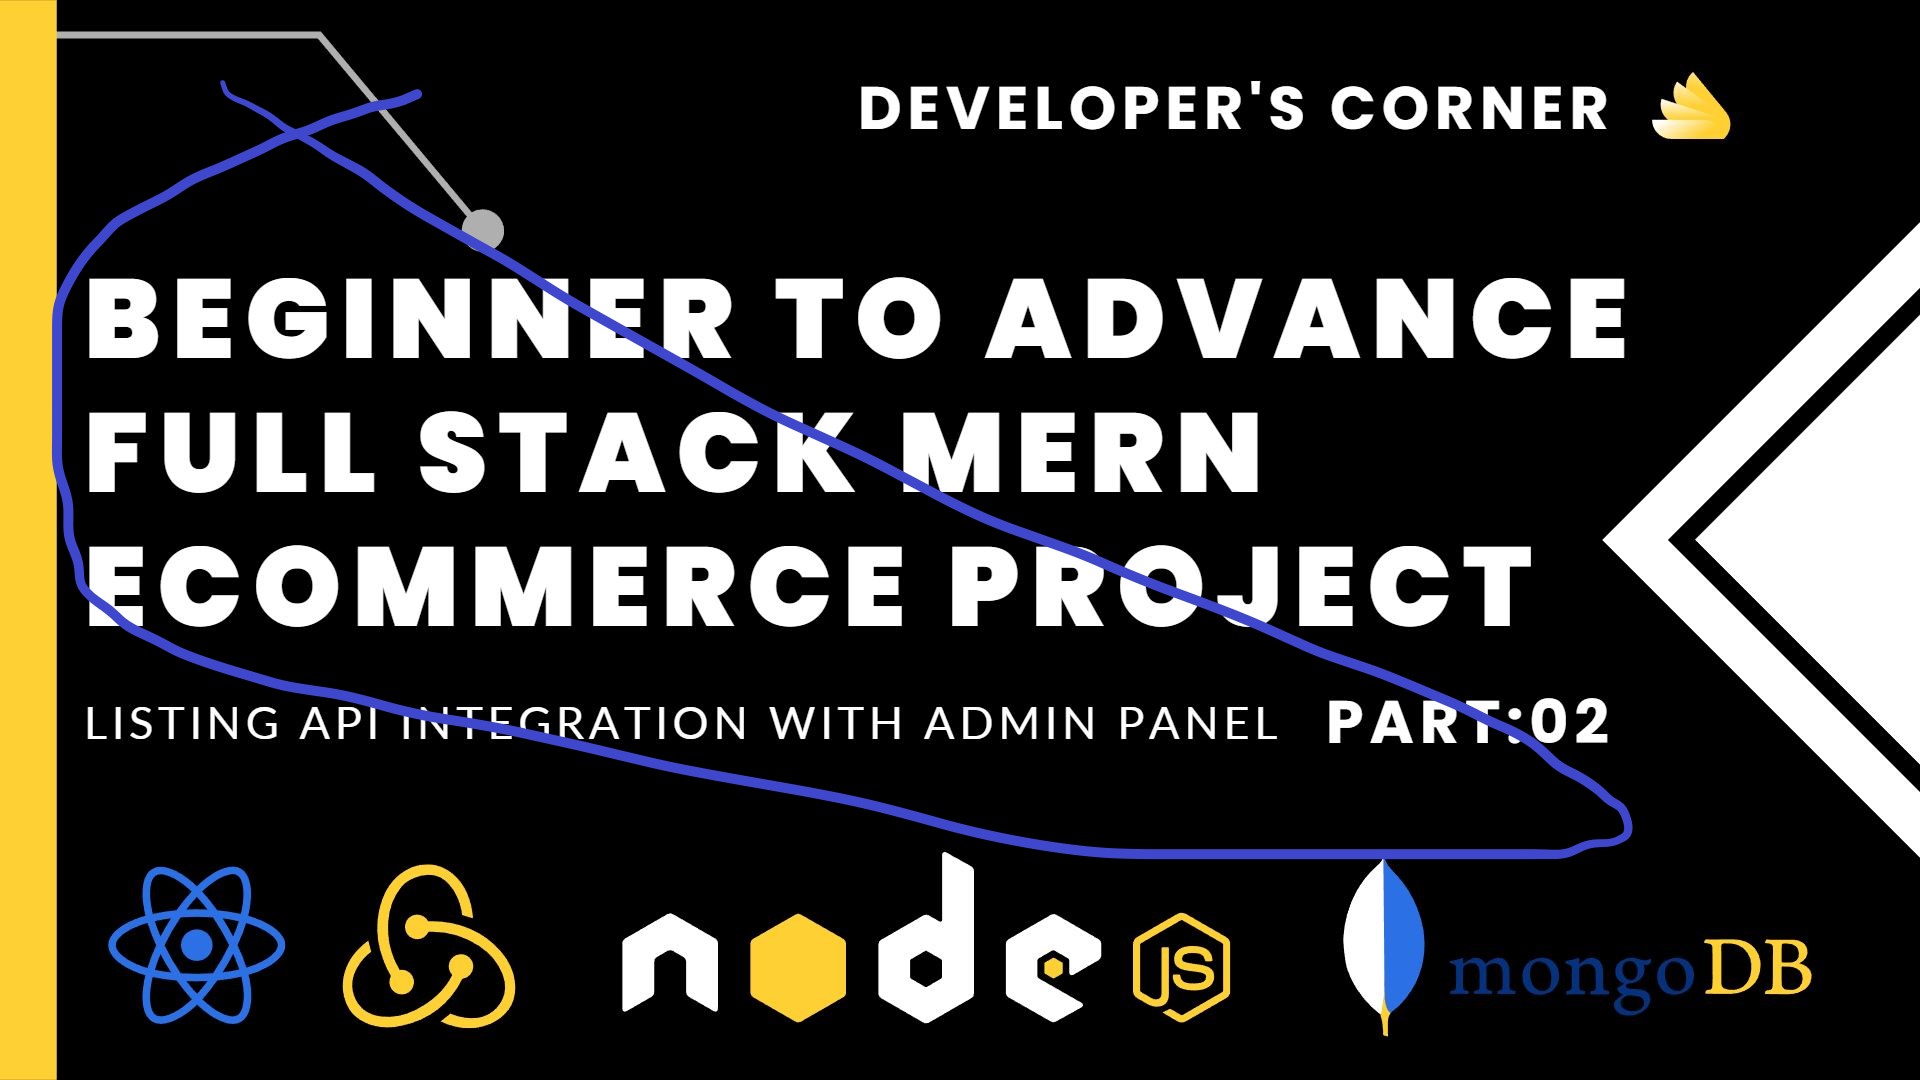 DEVELOPER'S CORNER
BEGINNER TO ADVANCE
FULL STACK MERN
ECOMMERCE PROJECT
LISTING API INTEGRATION WITH ADMIN PANEL PART:02
node JS
mongoDB